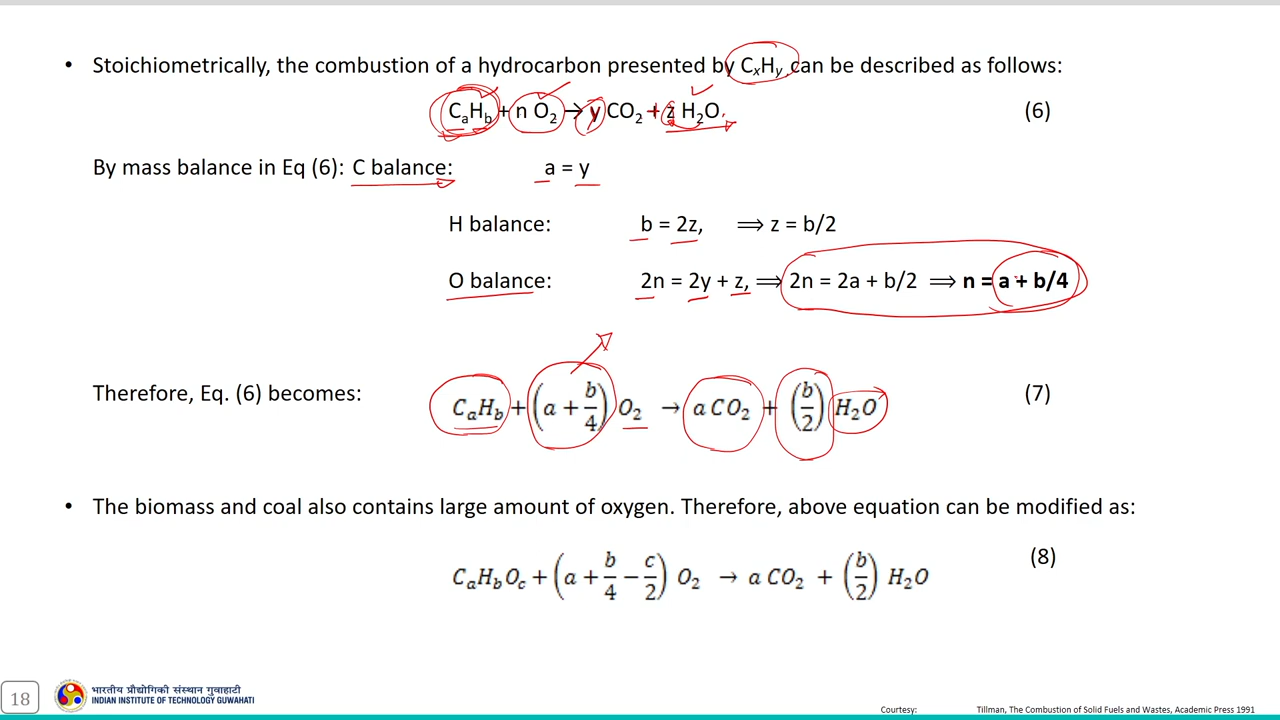 • Stoichiometrically, the combustion of a hydrocarbon presented by CₓHᵧ can be described as follows:
CₐH_b + n O₂ → y CO₂ + z H₂O. (6)
By mass balance in Eq (6): C balance: a = y
H balance: b = 2z, ⟹ z = b/2
O balance: 2n = 2y + z, ⟹ 2n = 2a + b/2 ⟹ n = a + b/4
Therefore, Eq. (6) becomes: CₐH_b + (a + b/4) O₂ → a CO₂ + (b/2) H₂O (7)
• The biomass and coal also contains large amount of oxygen. Therefore, above equation can be modified as:
CₐH_bO_c + (a + b/4 − c/2) O₂ → a CO₂ + (b/2) H₂O (8)
18
भारतीय प्रौद्योगिकी संस्थान गुवाहाटी
INDIAN INSTITUTE OF TECHNOLOGY GUWAHATI
Courtesy: Tillman, The Combustion of Solid Fuels and Wastes, Academic Press 1991